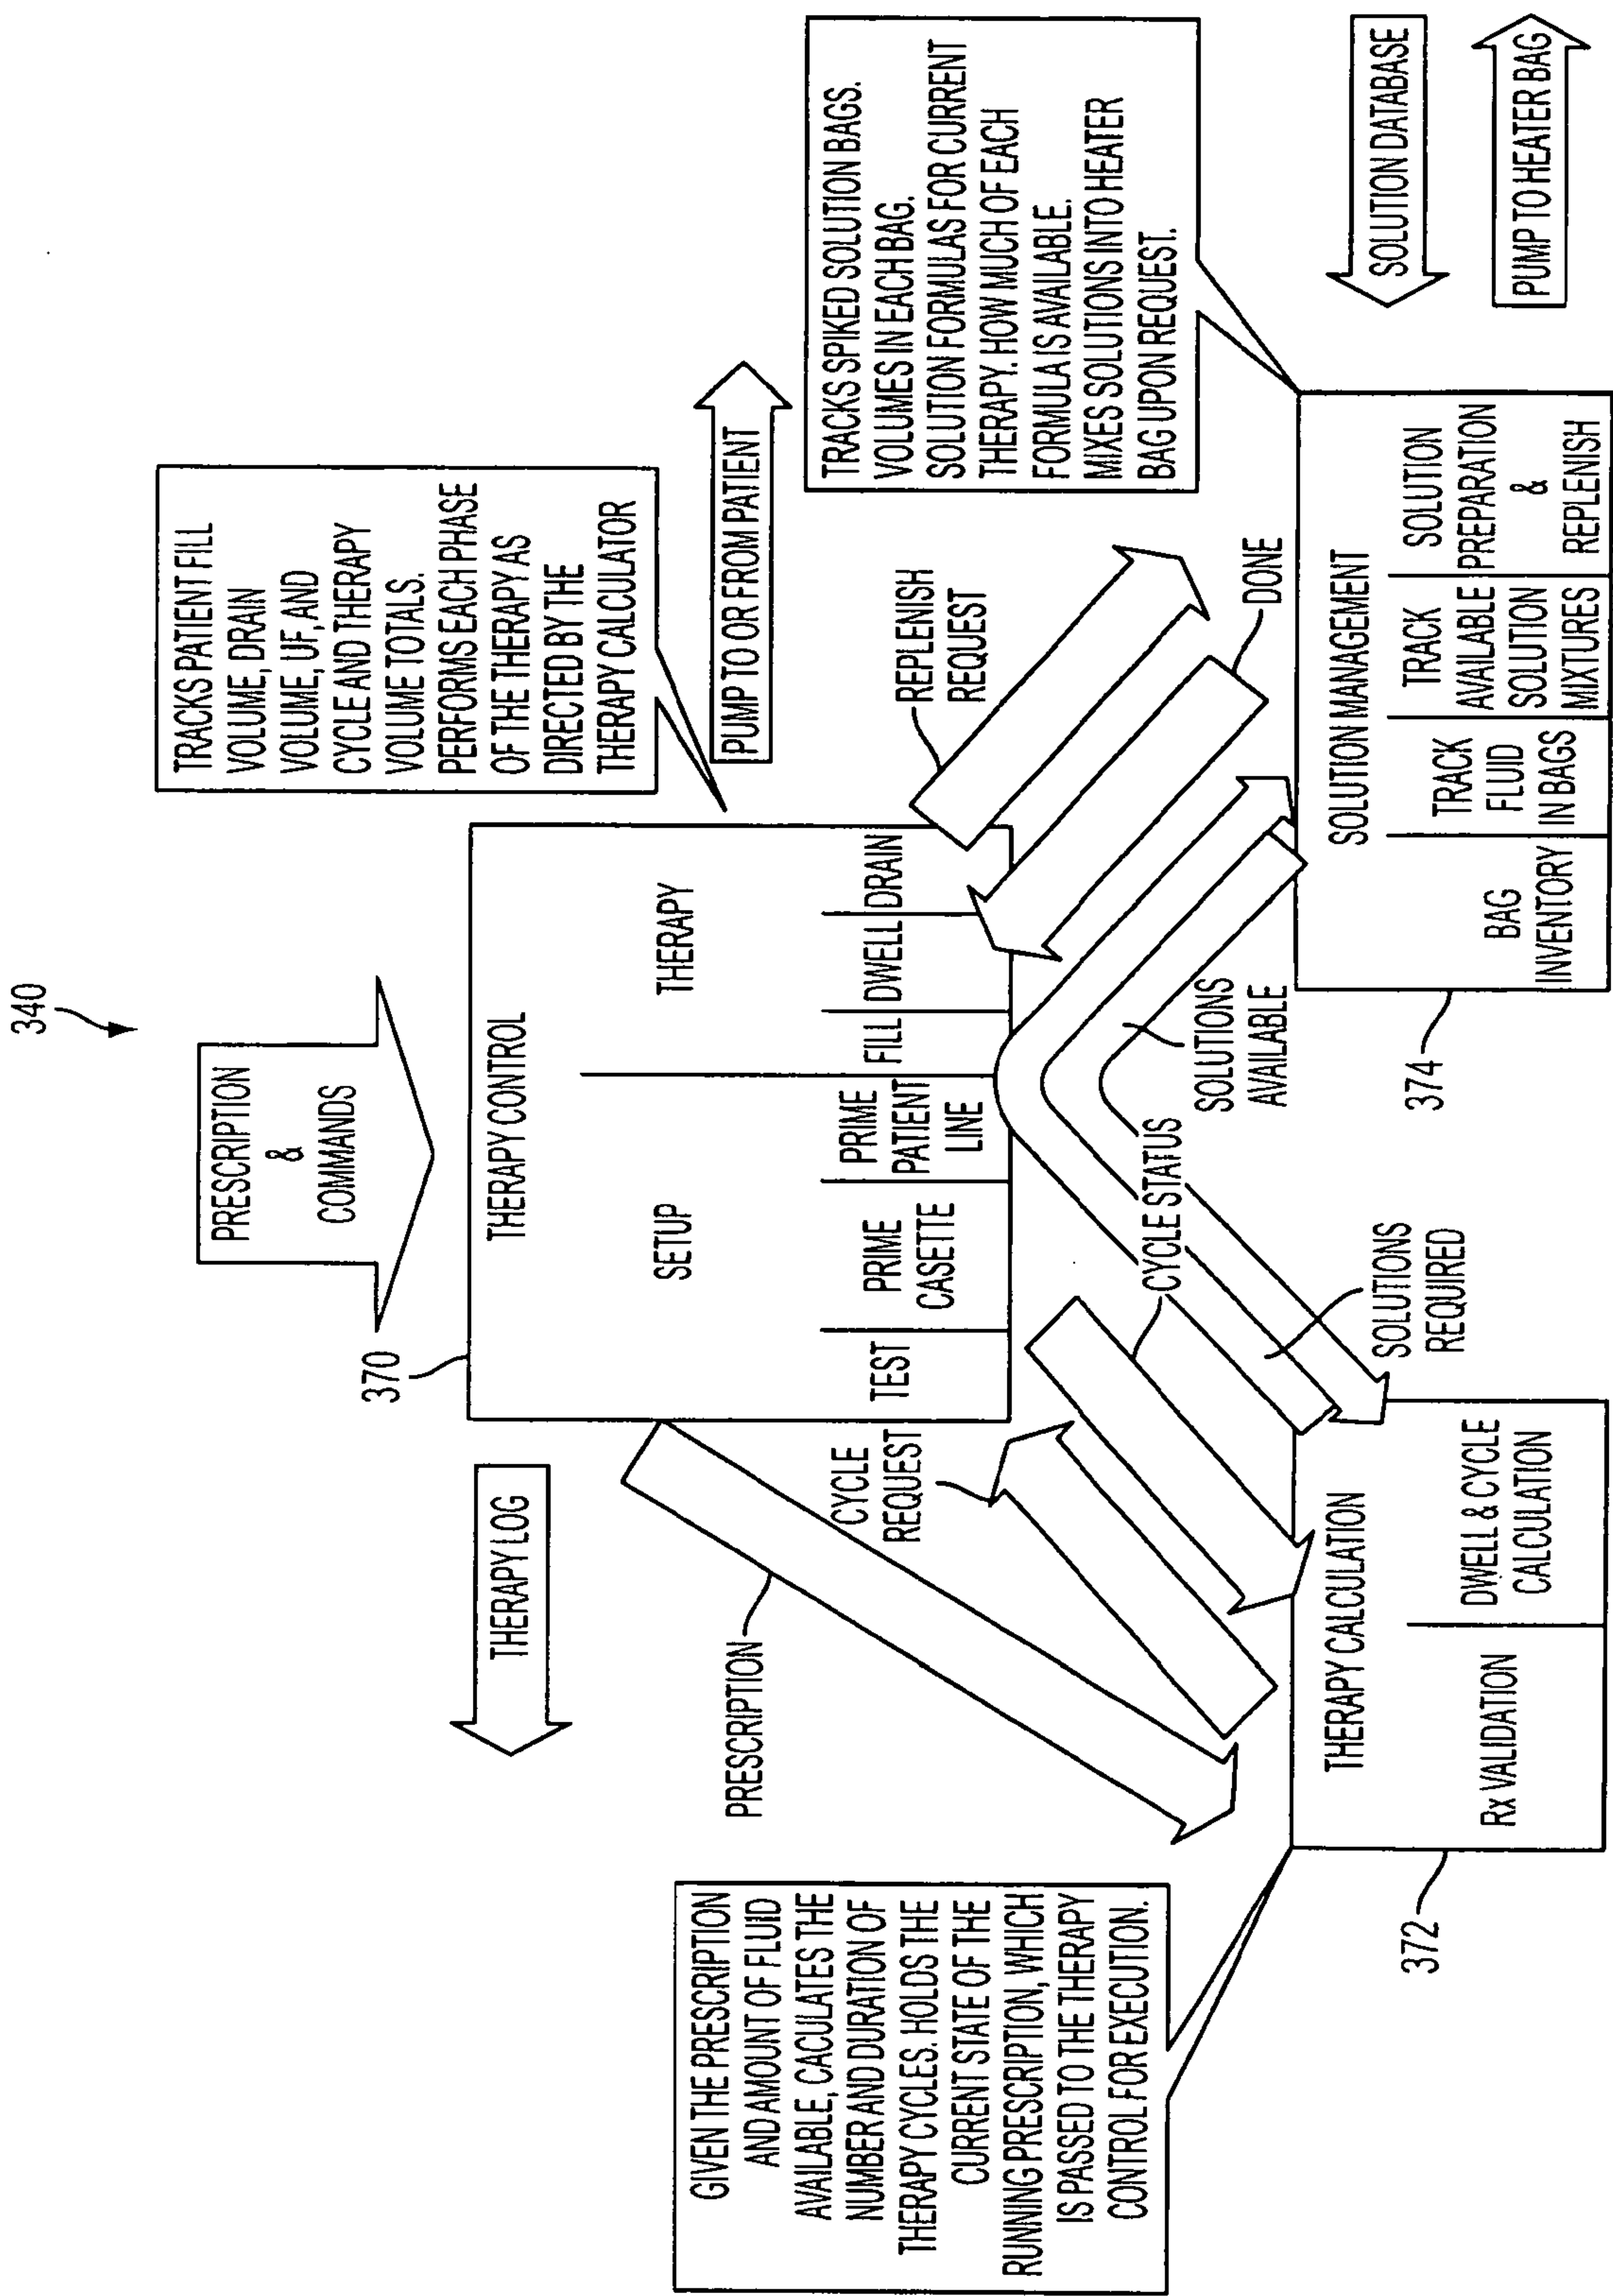 340
PRESCRIPTION
&
COMMANDS
TRACKS PATIENT FILL
VOLUME, DRAIN
VOLUME, UF, AND
CYCLE AND THERAPY
VOLUME TOTALS.
PERFORMS EACH PHASE
OF THE THERAPY AS
DIRECTED BY THE
THERAPY CALCULATOR
370
THERAPY LOG
THERAPY CONTROL
SETUP
THERAPY
TEST
PRIME
CASETTE
PRIME
PATIENT
LINE
FILL
DWELL
DRAIN
PUMP TO OR FROM PATIENT
PRESCRIPTION
CYCLE
REQUEST
CYCLE STATUS
SOLUTIONS
REQUIRED
SOLUTIONS
AVAILABLE
REPLENISH
REQUEST
DONE
GIVEN THE PRESCRIPTION
AND AMOUNT OF FLUID
AVAILABLE, CACULATES THE
NUMBER AND DURATION OF
THERAPY CYCLES. HOLDS THE
CURRENT STATE OF THE
RUNNING PRESCRIPTION, WHICH
IS PASSED TO THE THERAPY
CONTROL FOR EXECUTION.
TRACKS SPIKED SOLUTION BAGS.
VOLUMES IN EACH BAG.
SOLUTION FORMULAS FOR CURRENT
THERAPY. HOW MUCH OF EACH
FORMULA IS AVAILABLE.
MIXES SOLUTIONS INTO HEATER
BAG UPON REQUEST.
372
THERAPY CALCULATION
Rx VALIDATION
DWELL & CYCLE
CALCULATION
374
SOLUTION MANAGEMENT
BAG
INVENTORY
TRACK
FLUID
IN BAGS
TRACK
AVAILABLE
SOLUTION
MIXTURES
SOLUTION
PREPARATION
&
REPLENISH
SOLUTION DATABASE
PUMP TO HEATER BAG